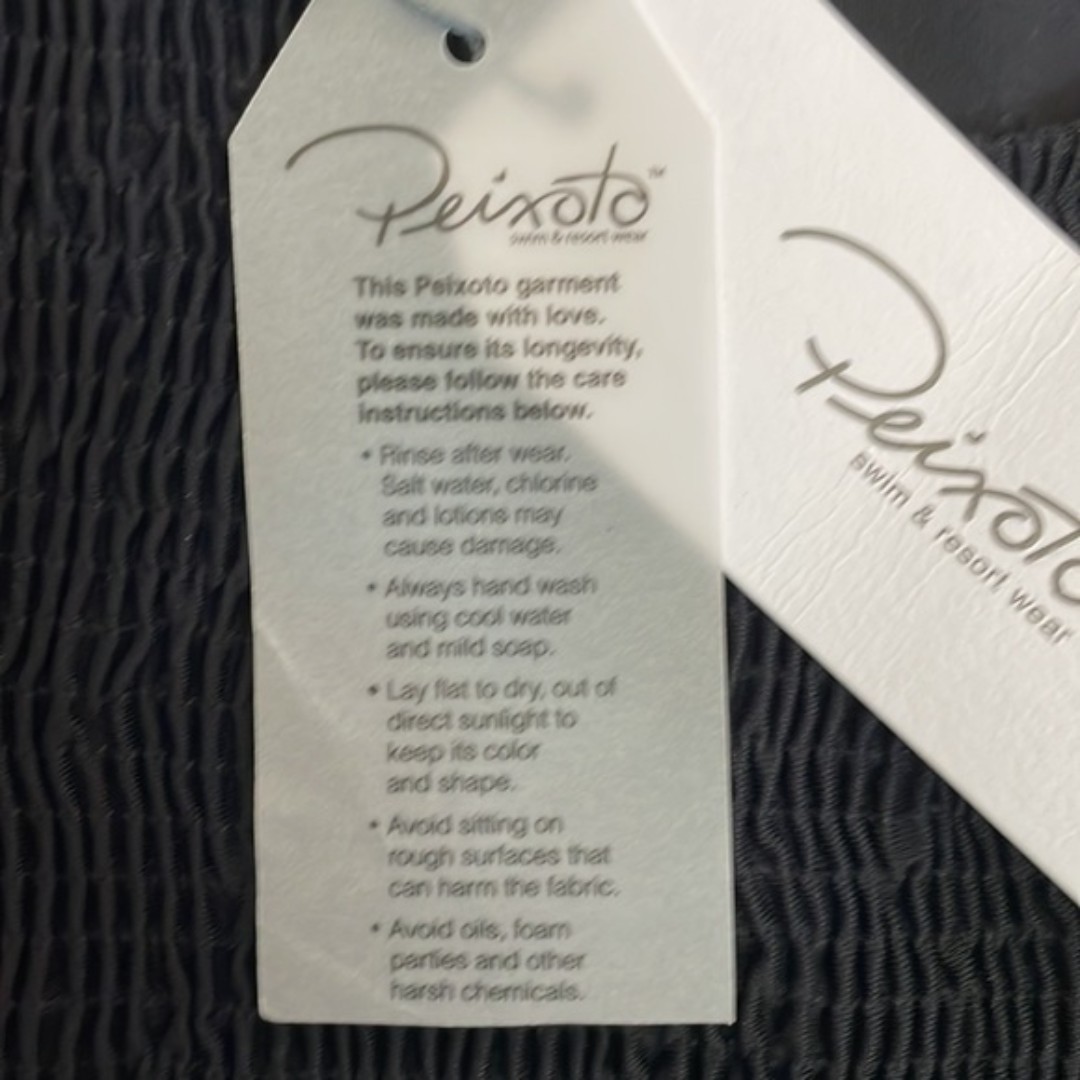 Peixoto™
swim & resort wear
This Peixoto garment
was made with love.
To ensure its longevity,
please follow the care
instructions below.
• Rinse after wear.
Salt water, chlorine
and lotions may
cause damage.
• Always hand wash
using cool water
and mild soap.
• Lay flat to dry, out of
direct sunlight to
keep its color
and shape.
• Avoid sitting on
rough surfaces that
can harm the fabric.
• Avoid oils, foam
parties and other
harsh chemicals.
Peixoto
swim & resort wear